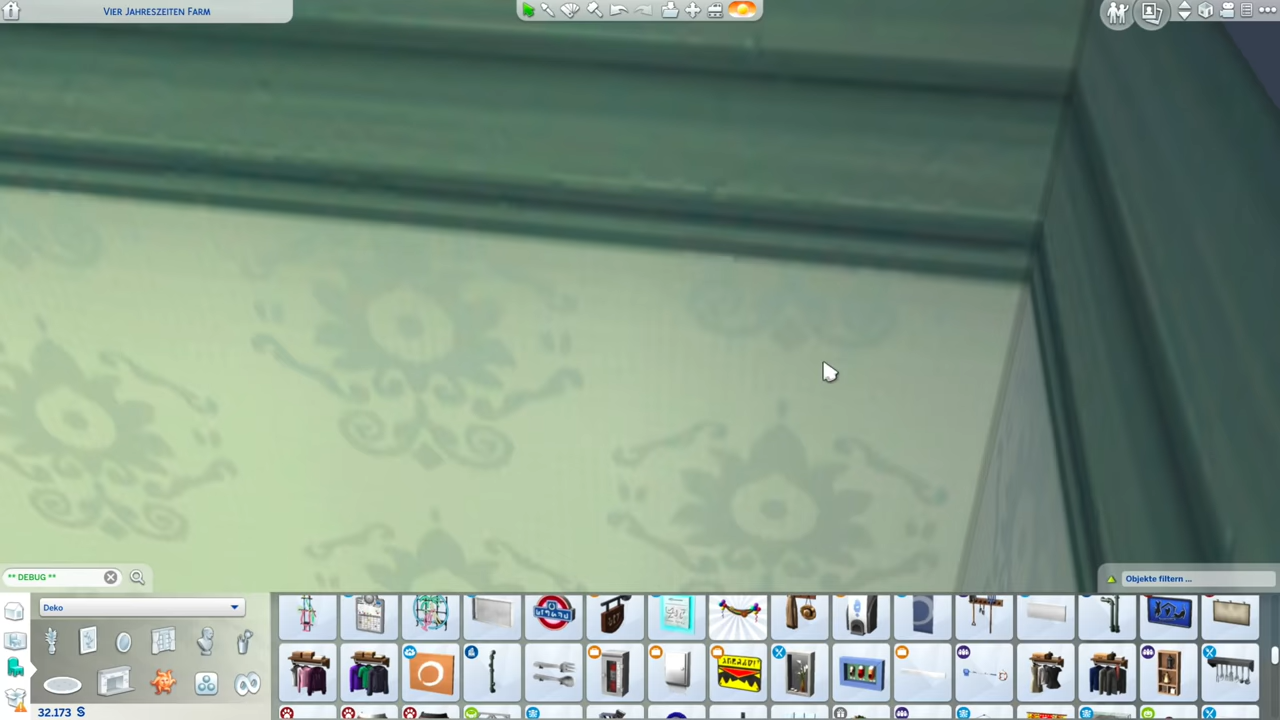 Vier Jahreszeiten Farm
** DEBUG **
Objekte filtern ...
Deko
32.173 $